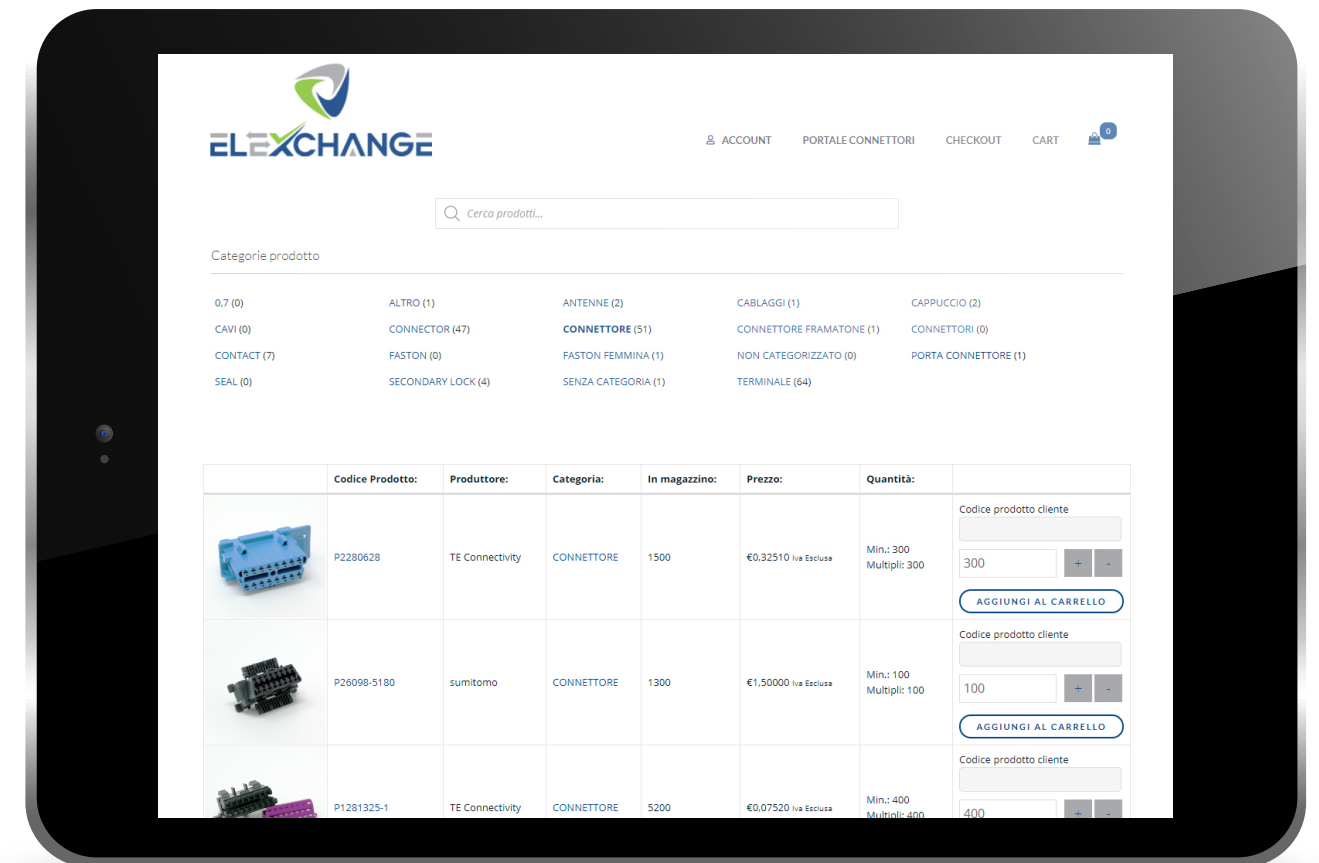 ELEXCHANGE
ACCOUNT PORTALE CONNETTORI CHECKOUT CART 0
Cerca prodotti...
Categorie prodotto
0,7 (0) ALTRO (1) ANTENNE (2) CABLAGGI (1) CAPPUCCIO (2)
CAVI (0) CONNECTOR (47) CONNETTORE (51) CONNETTORE FRAMATONE (1) CONNETTORI (0)
CONTACT (7) FASTON (0) FASTON FEMMINA (1) NON CATEGORIZZATO (0) PORTA CONNETTORE (1)
SEAL (0) SECONDARY LOCK (4) SENZA CATEGORIA (1) TERMINALE (64)
Codice Prodotto: Produttore: Categoria: In magazzino: Prezzo: Quantità:
Codice prodotto cliente
P2280628 TE Connectivity CONNETTORE 1500 €0,32510 Iva Esclusa Min.: 300
Multipli: 300
300 + -
AGGIUNGI AL CARRELLO
Codice prodotto cliente
P26098-5180 sumitomo CONNETTORE 1300 €1,50000 Iva Esclusa Min.: 100
Multipli: 100
100 + -
AGGIUNGI AL CARRELLO
Codice prodotto cliente
P1281325-1 TE Connectivity CONNETTORE 5200 €0,07520 Iva Esclusa Min.: 400
Multipli: 400
400 + -